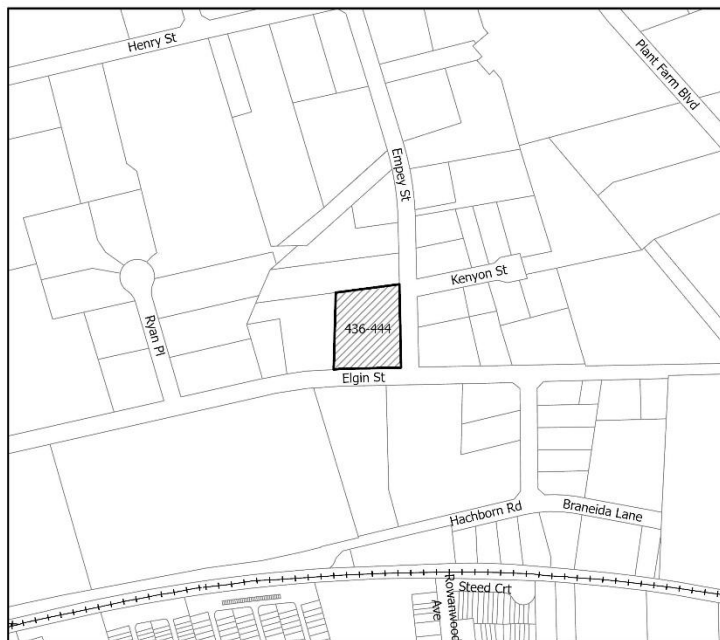 Henry St
Plant Farm Blvd
Empey St
Kenyon St
436-444
Ryan Pl
Elgin St
Hachborn Rd
Braneida Lane
Steed Crt
Rowanwood
Ave